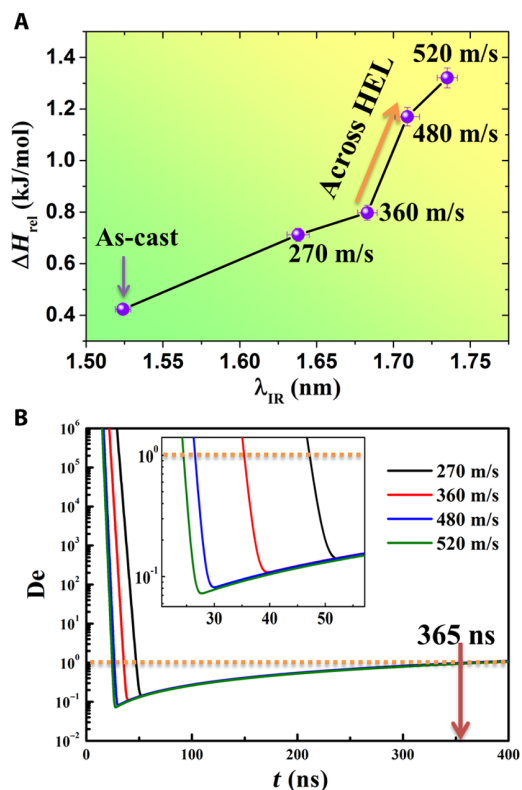 A
1.4
1.2
1.0
0.8
0.6
0.4
ΔH_rel (kJ/mol)
As-cast
270 m/s
360 m/s
480 m/s
520 m/s
Across HEL
1.50 1.55 1.60 1.65 1.70 1.75
λ_IR (nm)
B
10^6
10^5
10^4
10^3
10^2
10^1
10^0
10^-1
10^-2
De
10^0
10^-1
30 40 50
270 m/s
360 m/s
480 m/s
520 m/s
365 ns
0 100 200 300 400
t (ns)